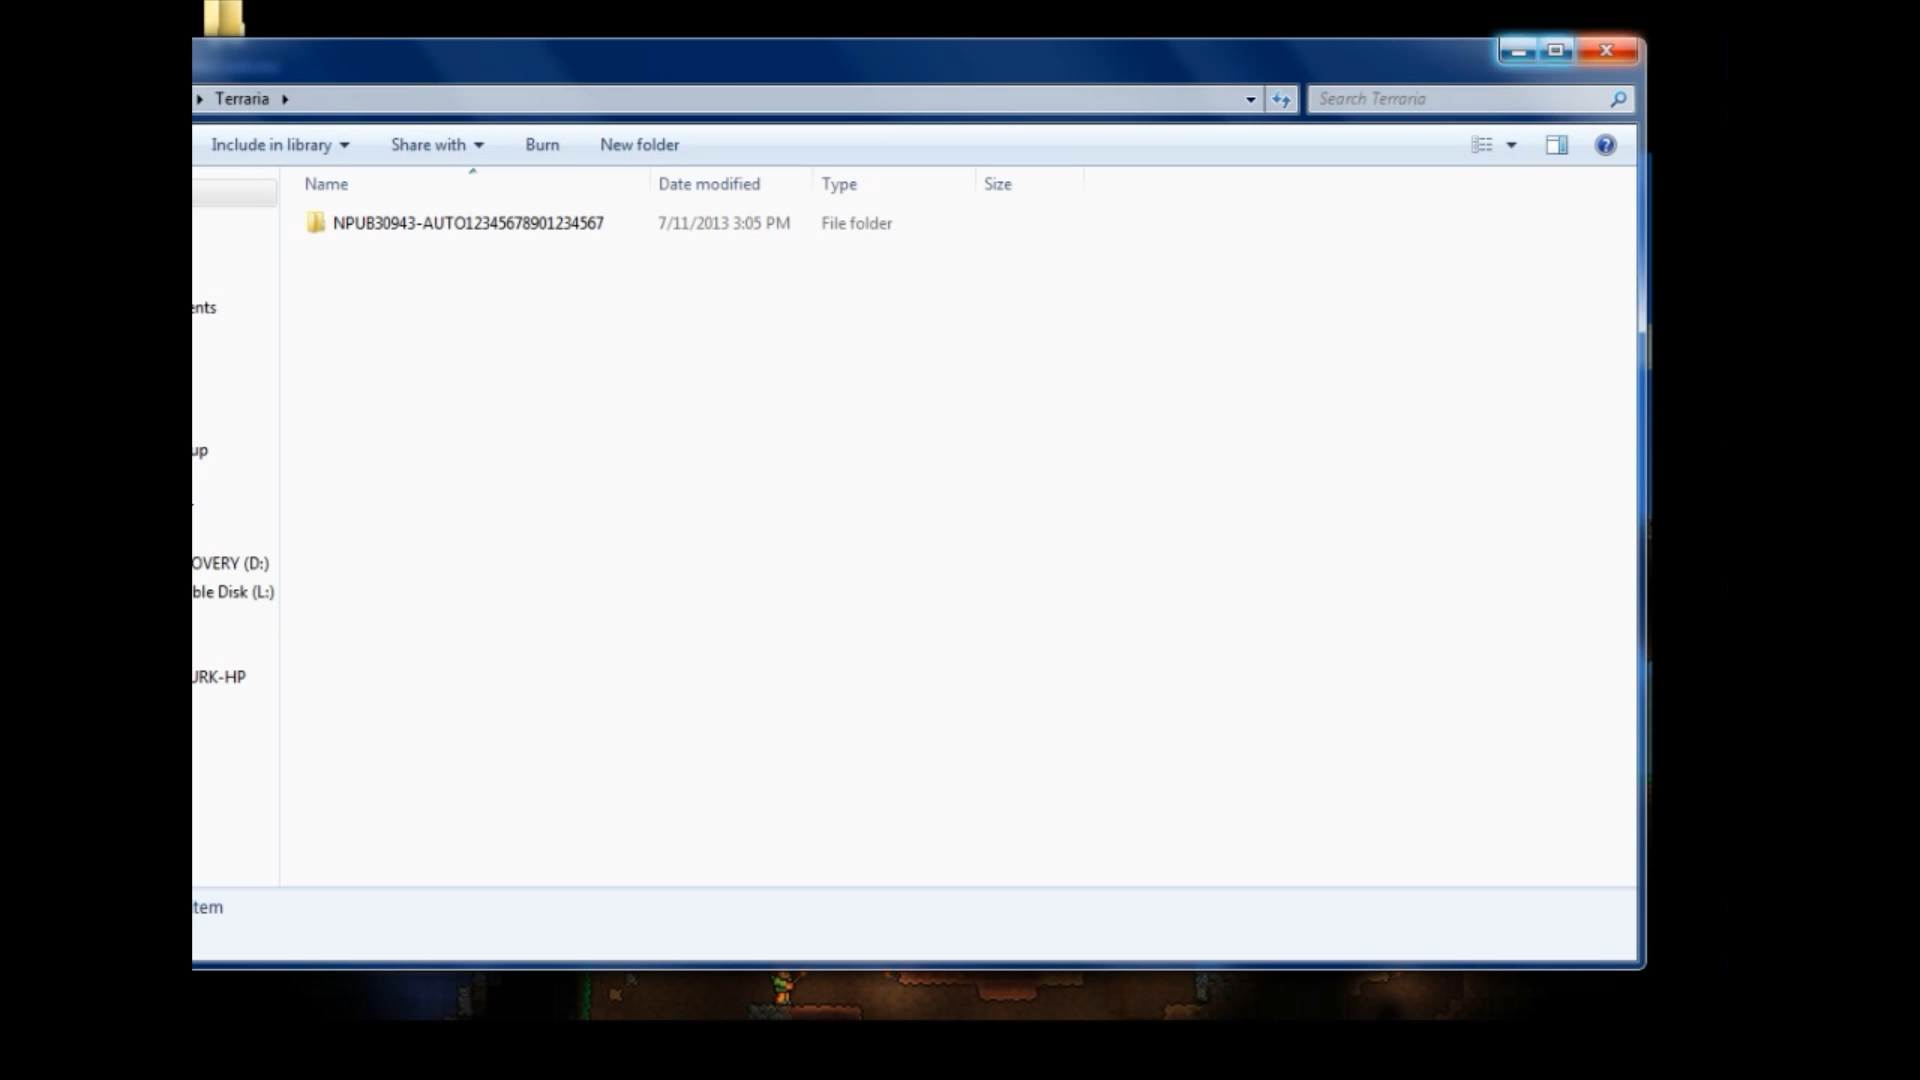 Terraria
Search Terraria
Include in library
Share with
Burn
New folder
Name
Date modified
Type
Size
NPUB30943-AUTO12345678901234567
7/11/2013 3:05 PM
File folder
ents
up
OVERY (D:)
ble Disk (L:)
URK-HP
tem